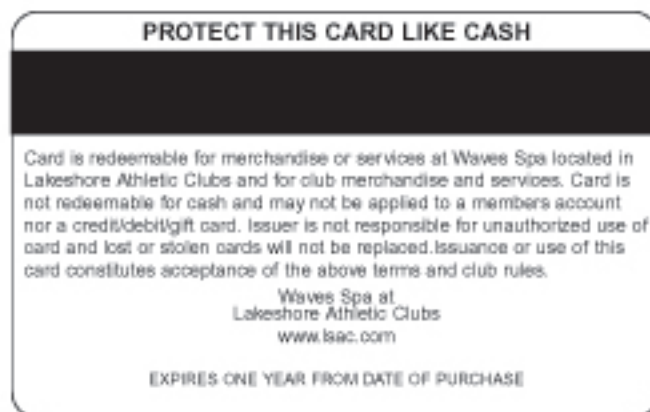 PROTECT THIS CARD LIKE CASH
Card is redeemable for merchandise or services at Waves Spa located in
Lakeshore Athletic Clubs and for club merchandise and services. Card is
not redeemable for cash and may not be applied to a members account
nor a credit/debit/gift card. Issuer is not responsible for unauthorized use of
card and lost or stolen cards will not be replaced.Issuance or use of this
card constitutes acceptance of the above terms and club rules.
Waves Spa at
Lakeshore Athletic Clubs
www.lsac.com
EXPIRES ONE YEAR FROM DATE OF PURCHASE